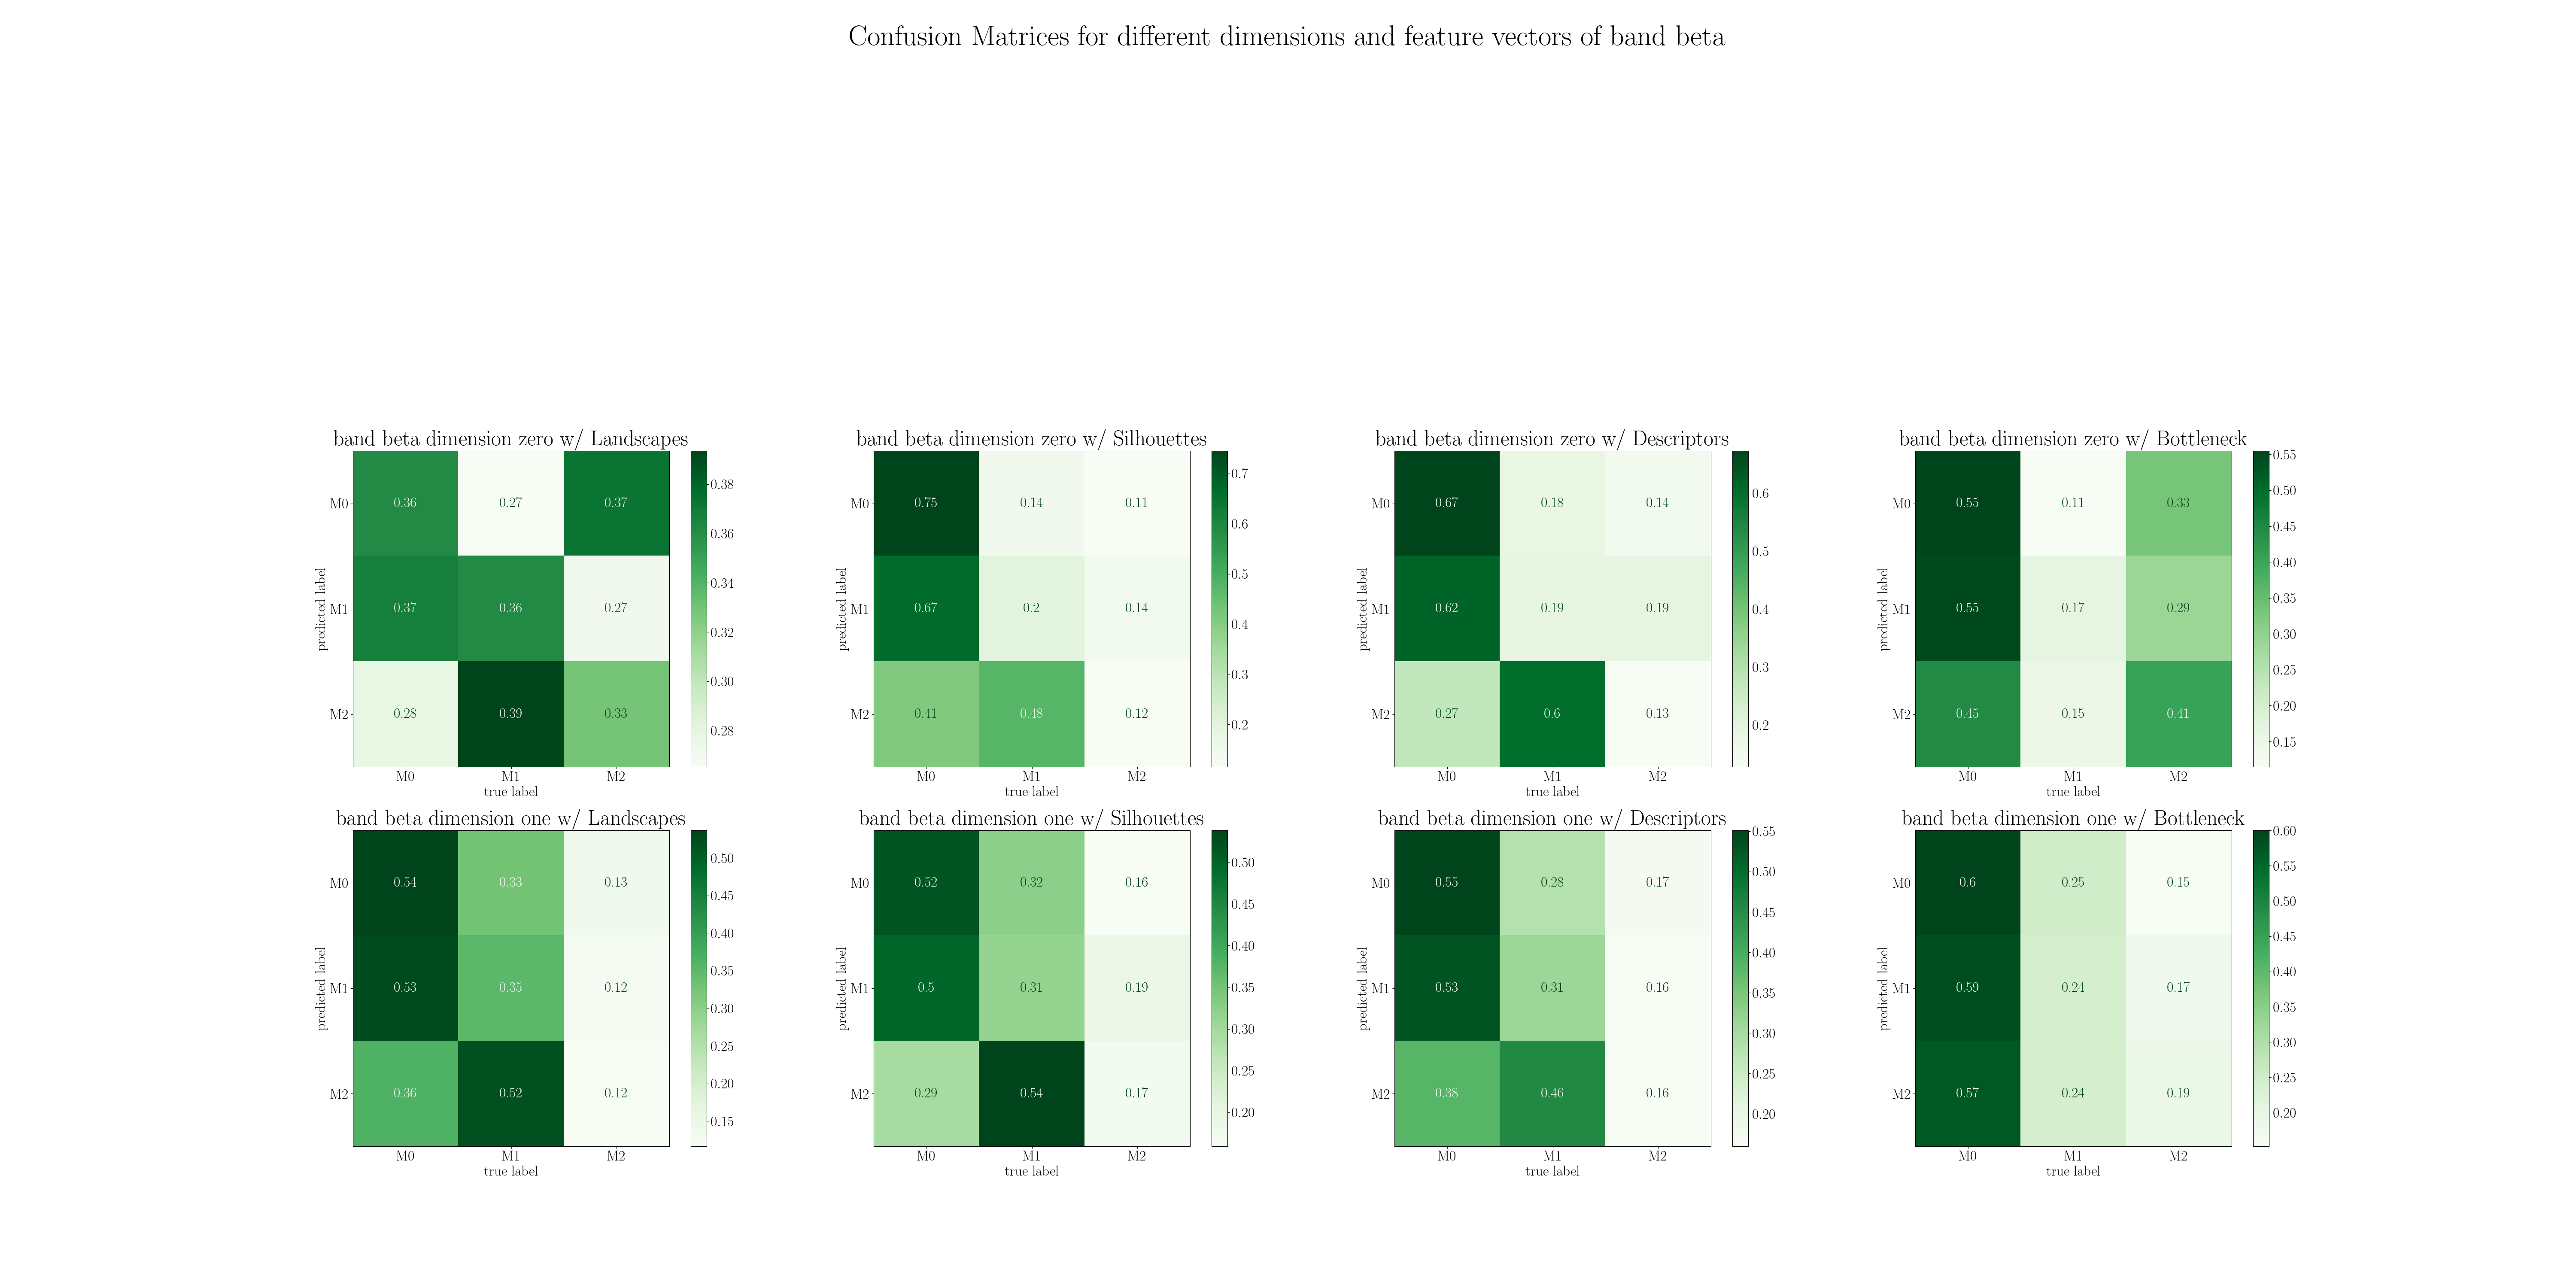 Confusion Matrices for different dimensions and feature vectors of band beta
band beta dimension zero w/ Landscapes
predicted label
M0 0.36 0.27 0.37
M1 0.37 0.36 0.27
M2 0.28 0.39 0.33
M0 M1 M2
true label
0.38
0.36
0.34
0.32
0.30
0.28
band beta dimension zero w/ Silhouettes
predicted label
M0 0.75 0.14 0.11
M1 0.67 0.2 0.14
M2 0.41 0.48 0.12
M0 M1 M2
true label
0.7
0.6
0.5
0.4
0.3
0.2
band beta dimension zero w/ Descriptors
predicted label
M0 0.67 0.18 0.14
M1 0.62 0.19 0.19
M2 0.27 0.6 0.13
M0 M1 M2
true label
0.6
0.5
0.4
0.3
0.2
band beta dimension zero w/ Bottleneck
predicted label
M0 0.55 0.11 0.33
M1 0.55 0.17 0.29
M2 0.45 0.15 0.41
M0 M1 M2
true label
0.55
0.50
0.45
0.40
0.35
0.30
0.25
0.20
0.15
band beta dimension one w/ Landscapes
predicted label
M0 0.54 0.33 0.13
M1 0.53 0.35 0.12
M2 0.36 0.52 0.12
M0 M1 M2
true label
0.50
0.45
0.40
0.35
0.30
0.25
0.20
0.15
band beta dimension one w/ Silhouettes
predicted label
M0 0.52 0.32 0.16
M1 0.5 0.31 0.19
M2 0.29 0.54 0.17
M0 M1 M2
true label
0.50
0.45
0.40
0.35
0.30
0.25
0.20
band beta dimension one w/ Descriptors
predicted label
M0 0.55 0.28 0.17
M1 0.53 0.31 0.16
M2 0.38 0.46 0.16
M0 M1 M2
true label
0.55
0.50
0.45
0.40
0.35
0.30
0.25
0.20
band beta dimension one w/ Bottleneck
predicted label
M0 0.6 0.25 0.15
M1 0.59 0.24 0.17
M2 0.57 0.24 0.19
M0 M1 M2
true label
0.60
0.55
0.50
0.45
0.40
0.35
0.30
0.25
0.20